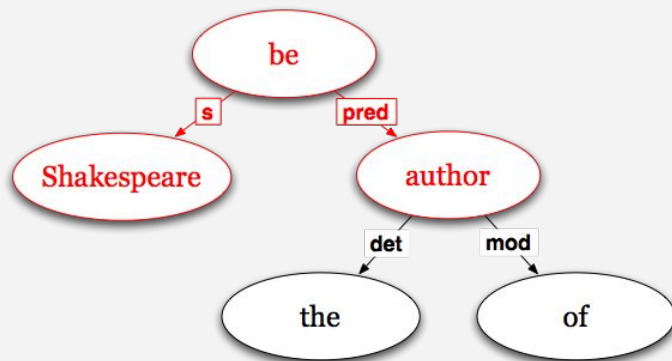 be
s
pred
Shakespeare
author
det
mod
the
of